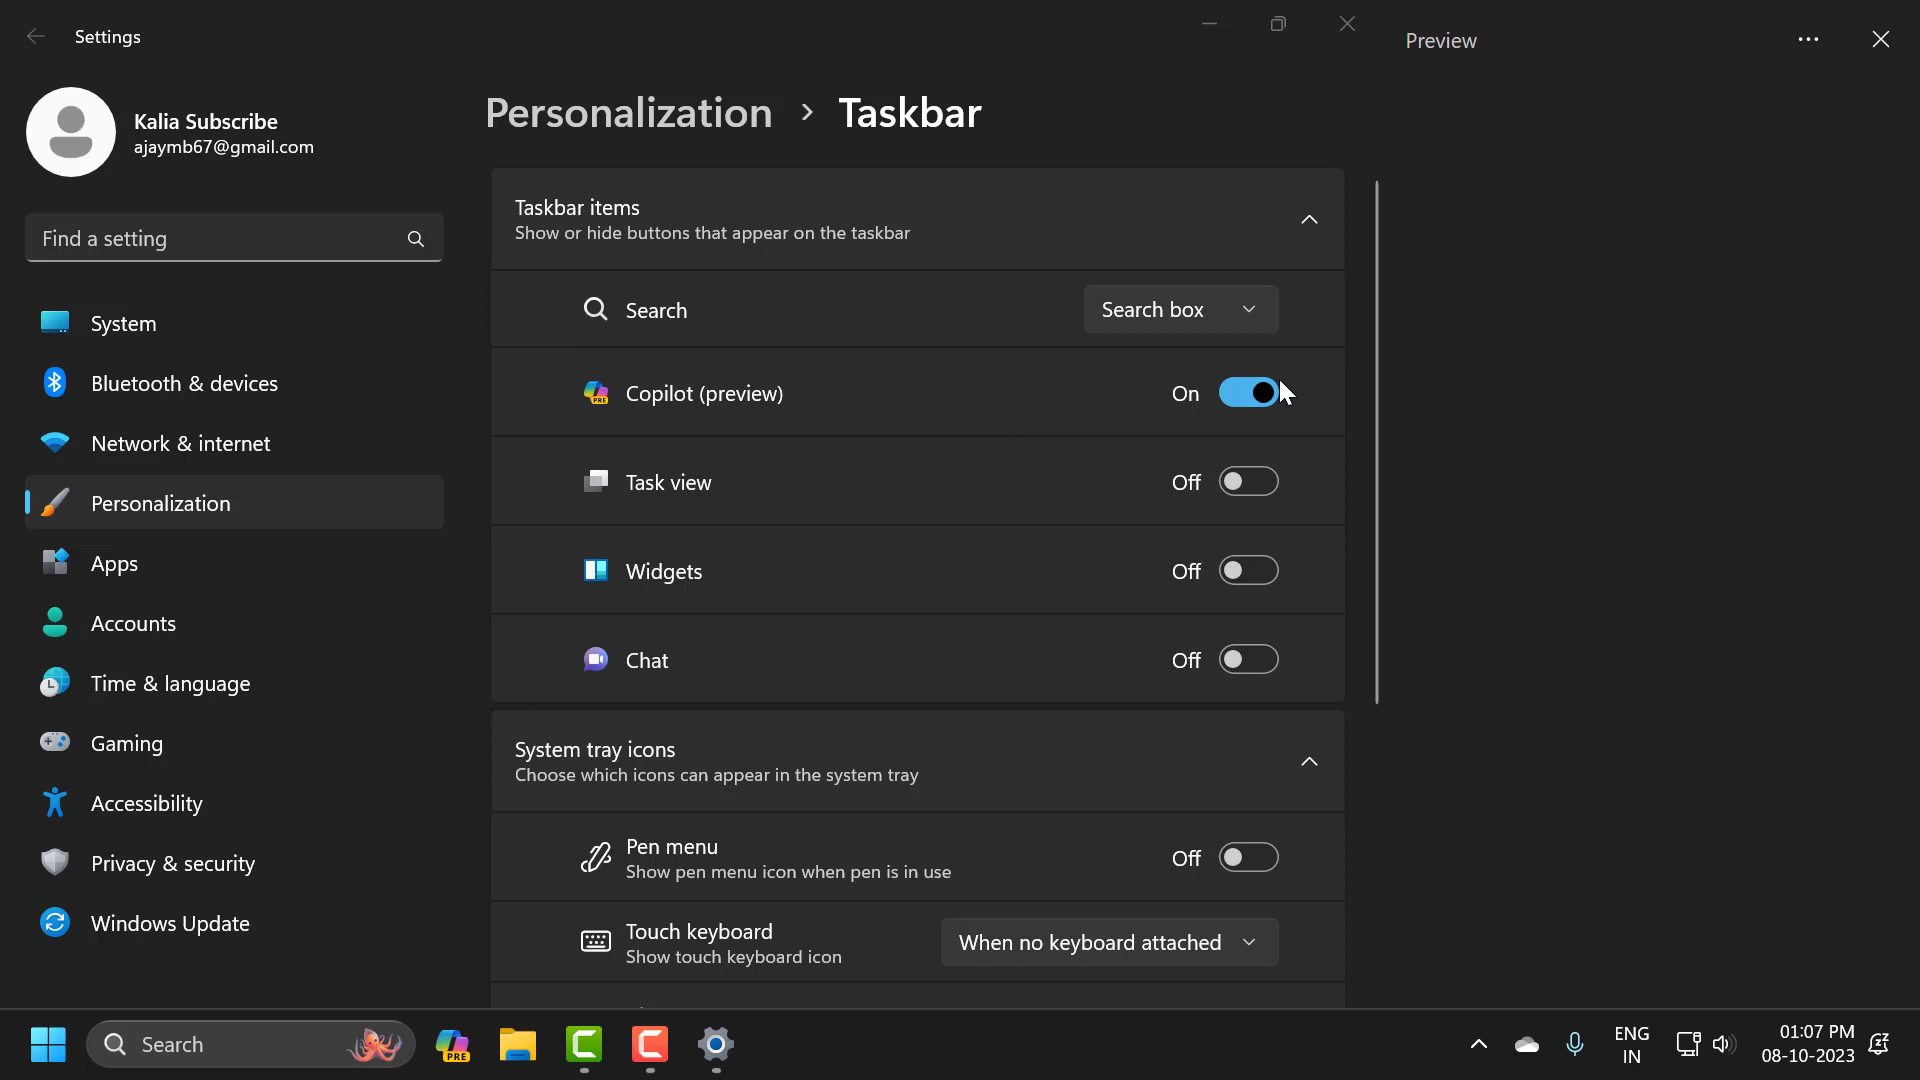 Settings
Preview
Kalia Subscribe
ajaymb67@gmail.com
Find a setting
System
Bluetooth & devices
Network & internet
Personalization
Apps
Accounts
Time & language
Gaming
Accessibility
Privacy & security
Windows Update
Personalization > Taskbar
Taskbar items
Show or hide buttons that appear on the taskbar
Search
Search box
Copilot (preview)
On
Task view
Off
Widgets
Off
Chat
Off
System tray icons
Choose which icons can appear in the system tray
Pen menu
Show pen menu icon when pen is in use
Off
Touch keyboard
Show touch keyboard icon
When no keyboard attached
Search
PRE
ENG
IN
01:07 PM
08-10-2023